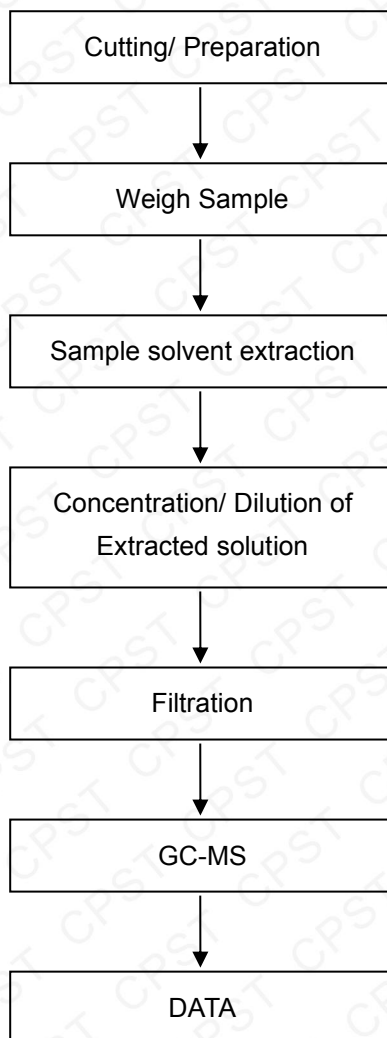 Cutting/ Preparation
Weigh Sample
Sample solvent extraction
Concentration/ Dilution of
Extracted solution
Filtration
GC-MS
DATA